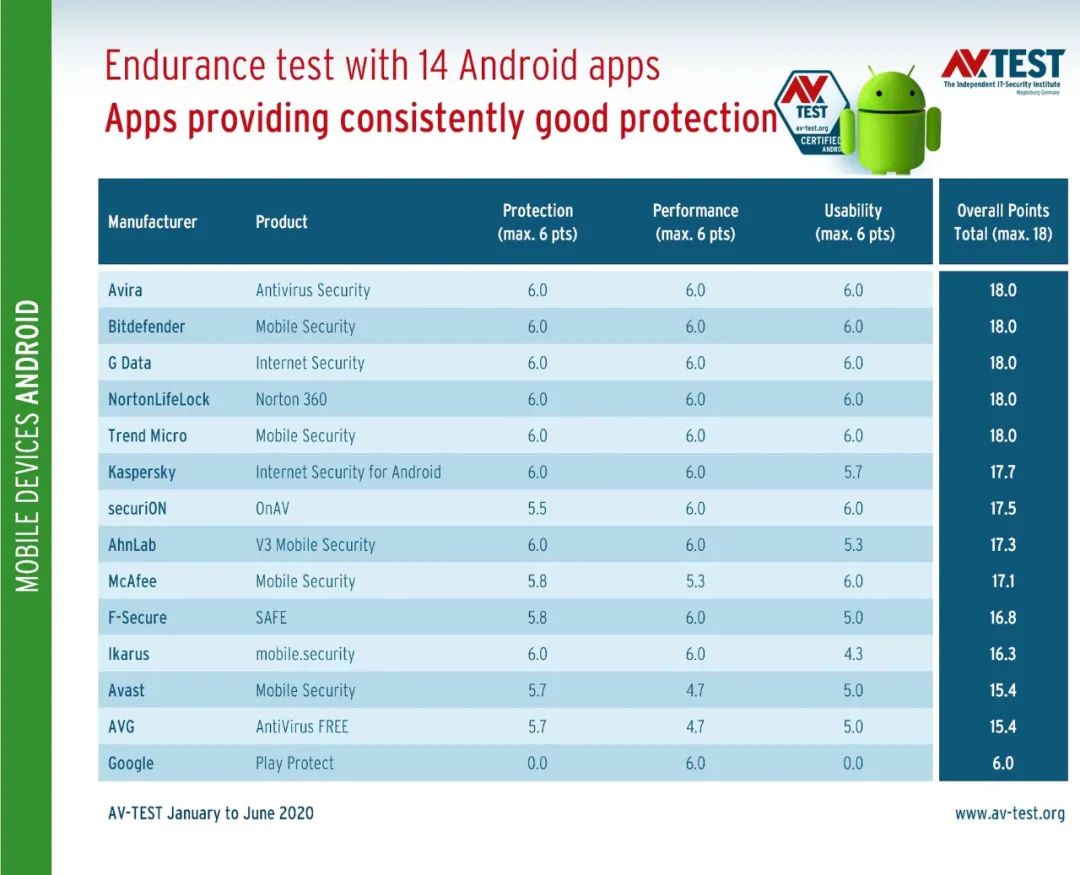 Endurance test with 14 Android apps
Apps providing consistently good protection
AV TEST
av-test.org
CERTIFIED
ANDRO
AV TEST
The Independent IT-Security Institute
Magdeburg Germany
MOBILE DEVICES ANDROID
Manufacturer Product Protection (max. 6 pts) Performance (max. 6 pts) Usability (max. 6 pts) Overall Points Total (max. 18)
Avira Antivirus Security 6.0 6.0 6.0 18.0
Bitdefender Mobile Security 6.0 6.0 6.0 18.0
G Data Internet Security 6.0 6.0 6.0 18.0
NortonLifeLock Norton 360 6.0 6.0 6.0 18.0
Trend Micro Mobile Security 6.0 6.0 6.0 18.0
Kaspersky Internet Security for Android 6.0 6.0 5.7 17.7
securiON OnAV 5.5 6.0 6.0 17.5
AhnLab V3 Mobile Security 6.0 6.0 5.3 17.3
McAfee Mobile Security 5.8 5.3 6.0 17.1
F-Secure SAFE 5.8 6.0 5.0 16.8
Ikarus mobile.security 6.0 6.0 4.3 16.3
Avast Mobile Security 5.7 4.7 5.0 15.4
AVG AntiVirus FREE 5.7 4.7 5.0 15.4
Google Play Protect 0.0 6.0 0.0 6.0
AV-TEST January to June 2020
www.av-test.org